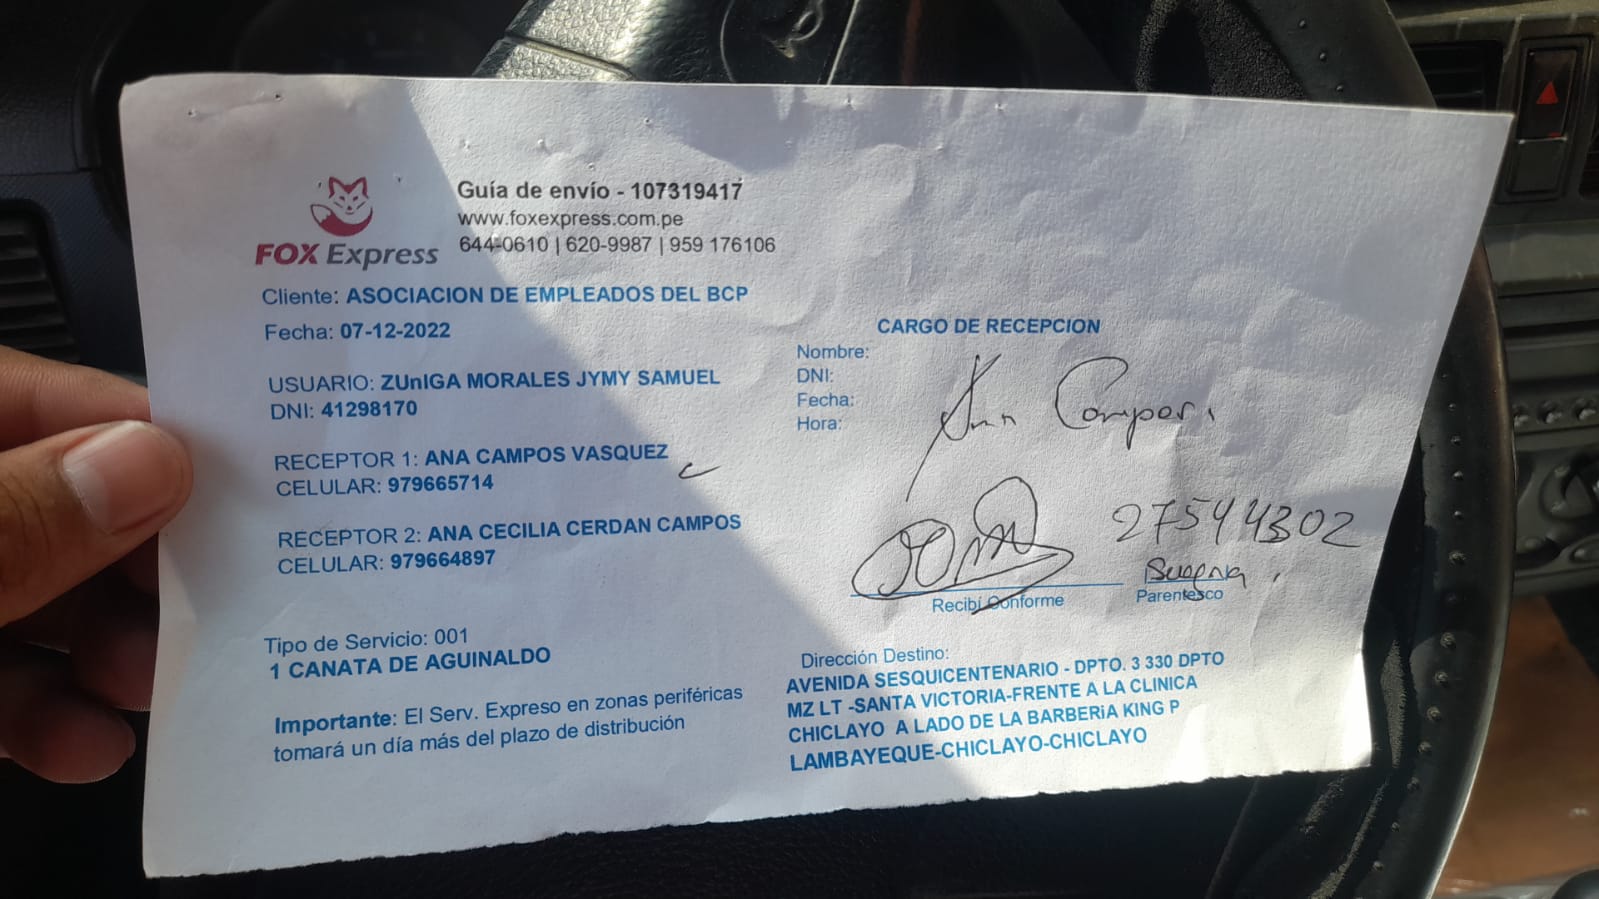 FOX Express
Guía de envío - 107319417
www.foxexpress.com.pe
644-0610 | 620-9987 | 959 176106
Cliente: ASOCIACION DE EMPLEADOS DEL BCP
Fecha: 07-12-2022
USUARIO: ZUnIGA MORALES JYMY SAMUEL
DNI: 41298170
RECEPTOR 1: ANA CAMPOS VASQUEZ
CELULAR: 979665714
RECEPTOR 2: ANA CECILIA CERDAN CAMPOS
CELULAR: 979664897
Tipo de Servicio: 001
1 CANATA DE AGUINALDO
Importante: El Serv. Expreso en zonas periféricas
tomará un día más del plazo de distribución
CARGO DE RECEPCION
Nombre:
DNI:
Fecha:
Hora:
27544302
Recibí Conforme
Parentesco
Dirección Destino:
AVENIDA SESQUICENTENARIO - DPTO. 3 330 DPTO
MZ LT -SANTA VICTORIA-FRENTE A LA CLINICA
CHICLAYO A LADO DE LA BARBERiA KING P
LAMBAYEQUE-CHICLAYO-CHICLAYO